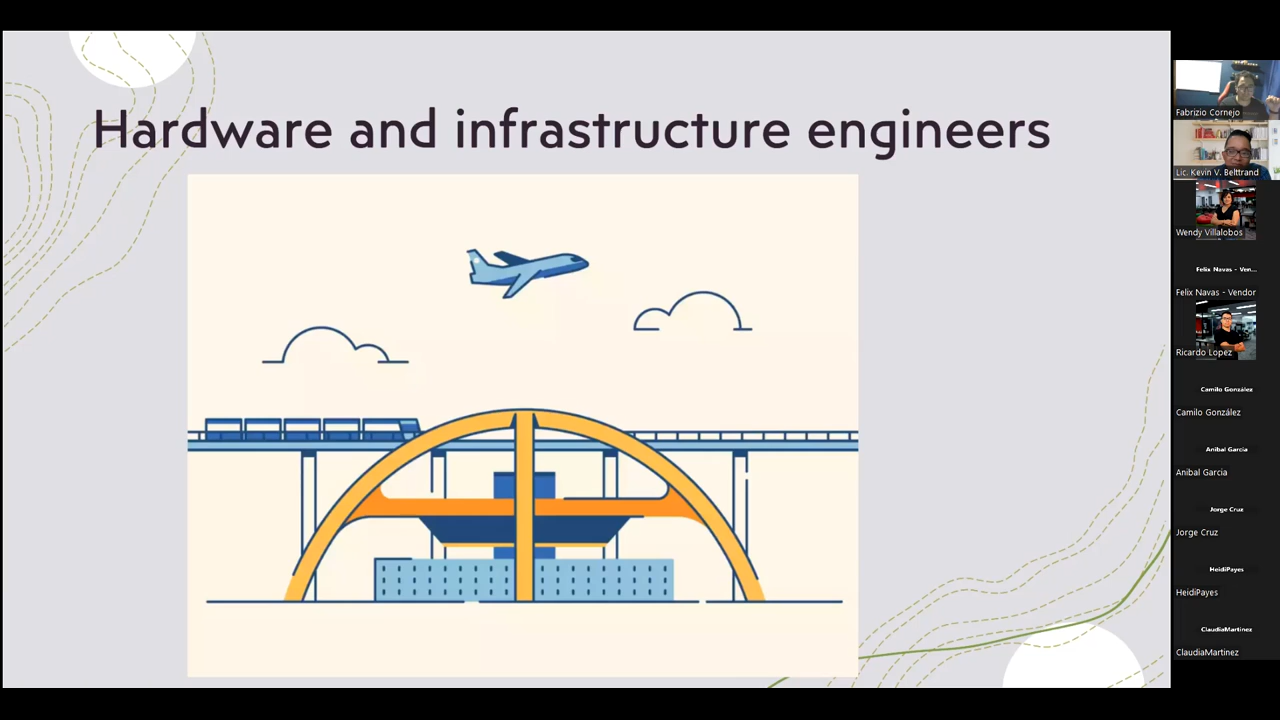 Hardware and infrastructure engineers
Fabrizio Cornejo
Lic. Kevin V. Belttrand
Wendy Villalobos
Felix Navas - Ven...
Felix Navas - Vendor
Ricardo Lopez
Camilo González
Camilo González
Anibal Garcia
Anibal Garcia
Jorge Cruz
Jorge Cruz
HeidiPayes
HeidiPayes
ClaudiaMartinez
ClaudiaMartinez